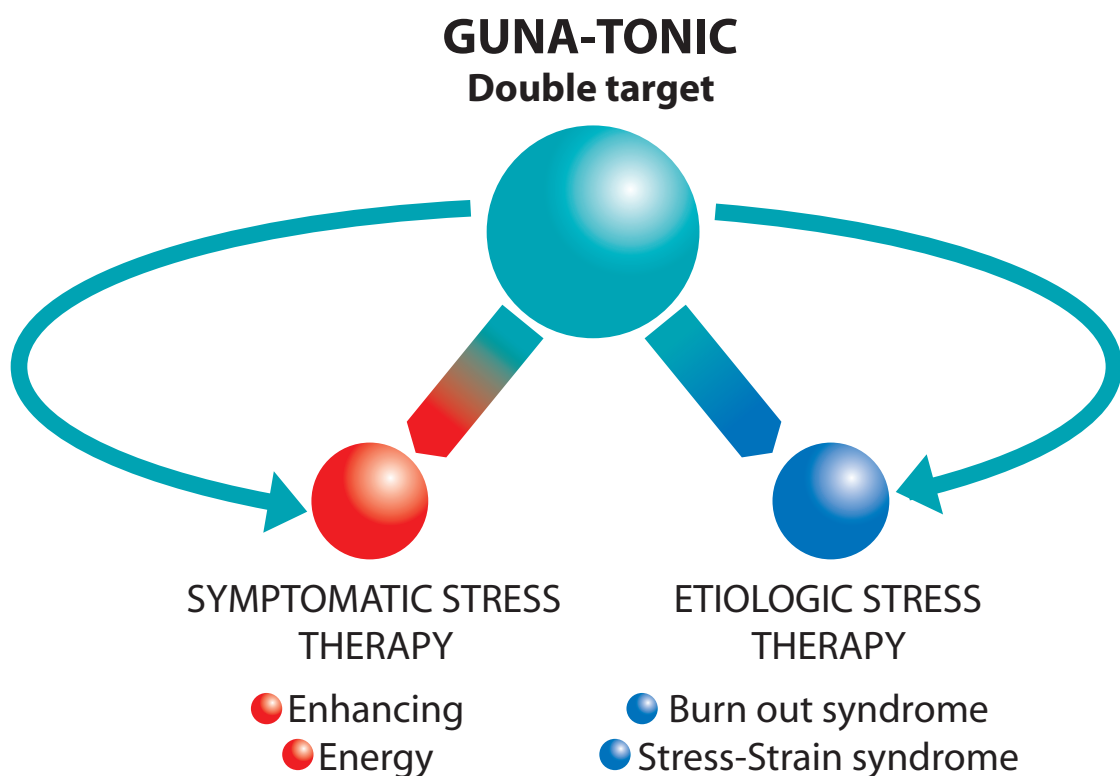 GUNA-TONIC
Double target
SYMPTOMATIC STRESS
THERAPY
Enhancing
Energy
ETIOLOGIC STRESS
THERAPY
Burn out syndrome
Stress-Strain syndrome